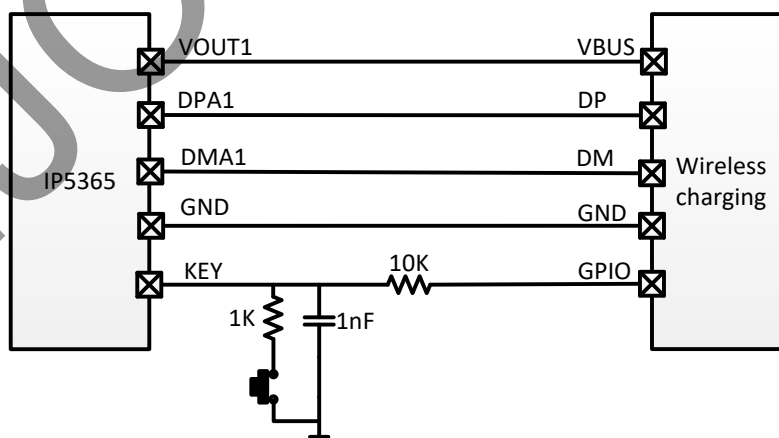 VOUT1 VBUS
DPA1 DP
DMA1 DM
IP5365 Wireless
charging
GND GND
KEY 10K GPIO
1K 1nF